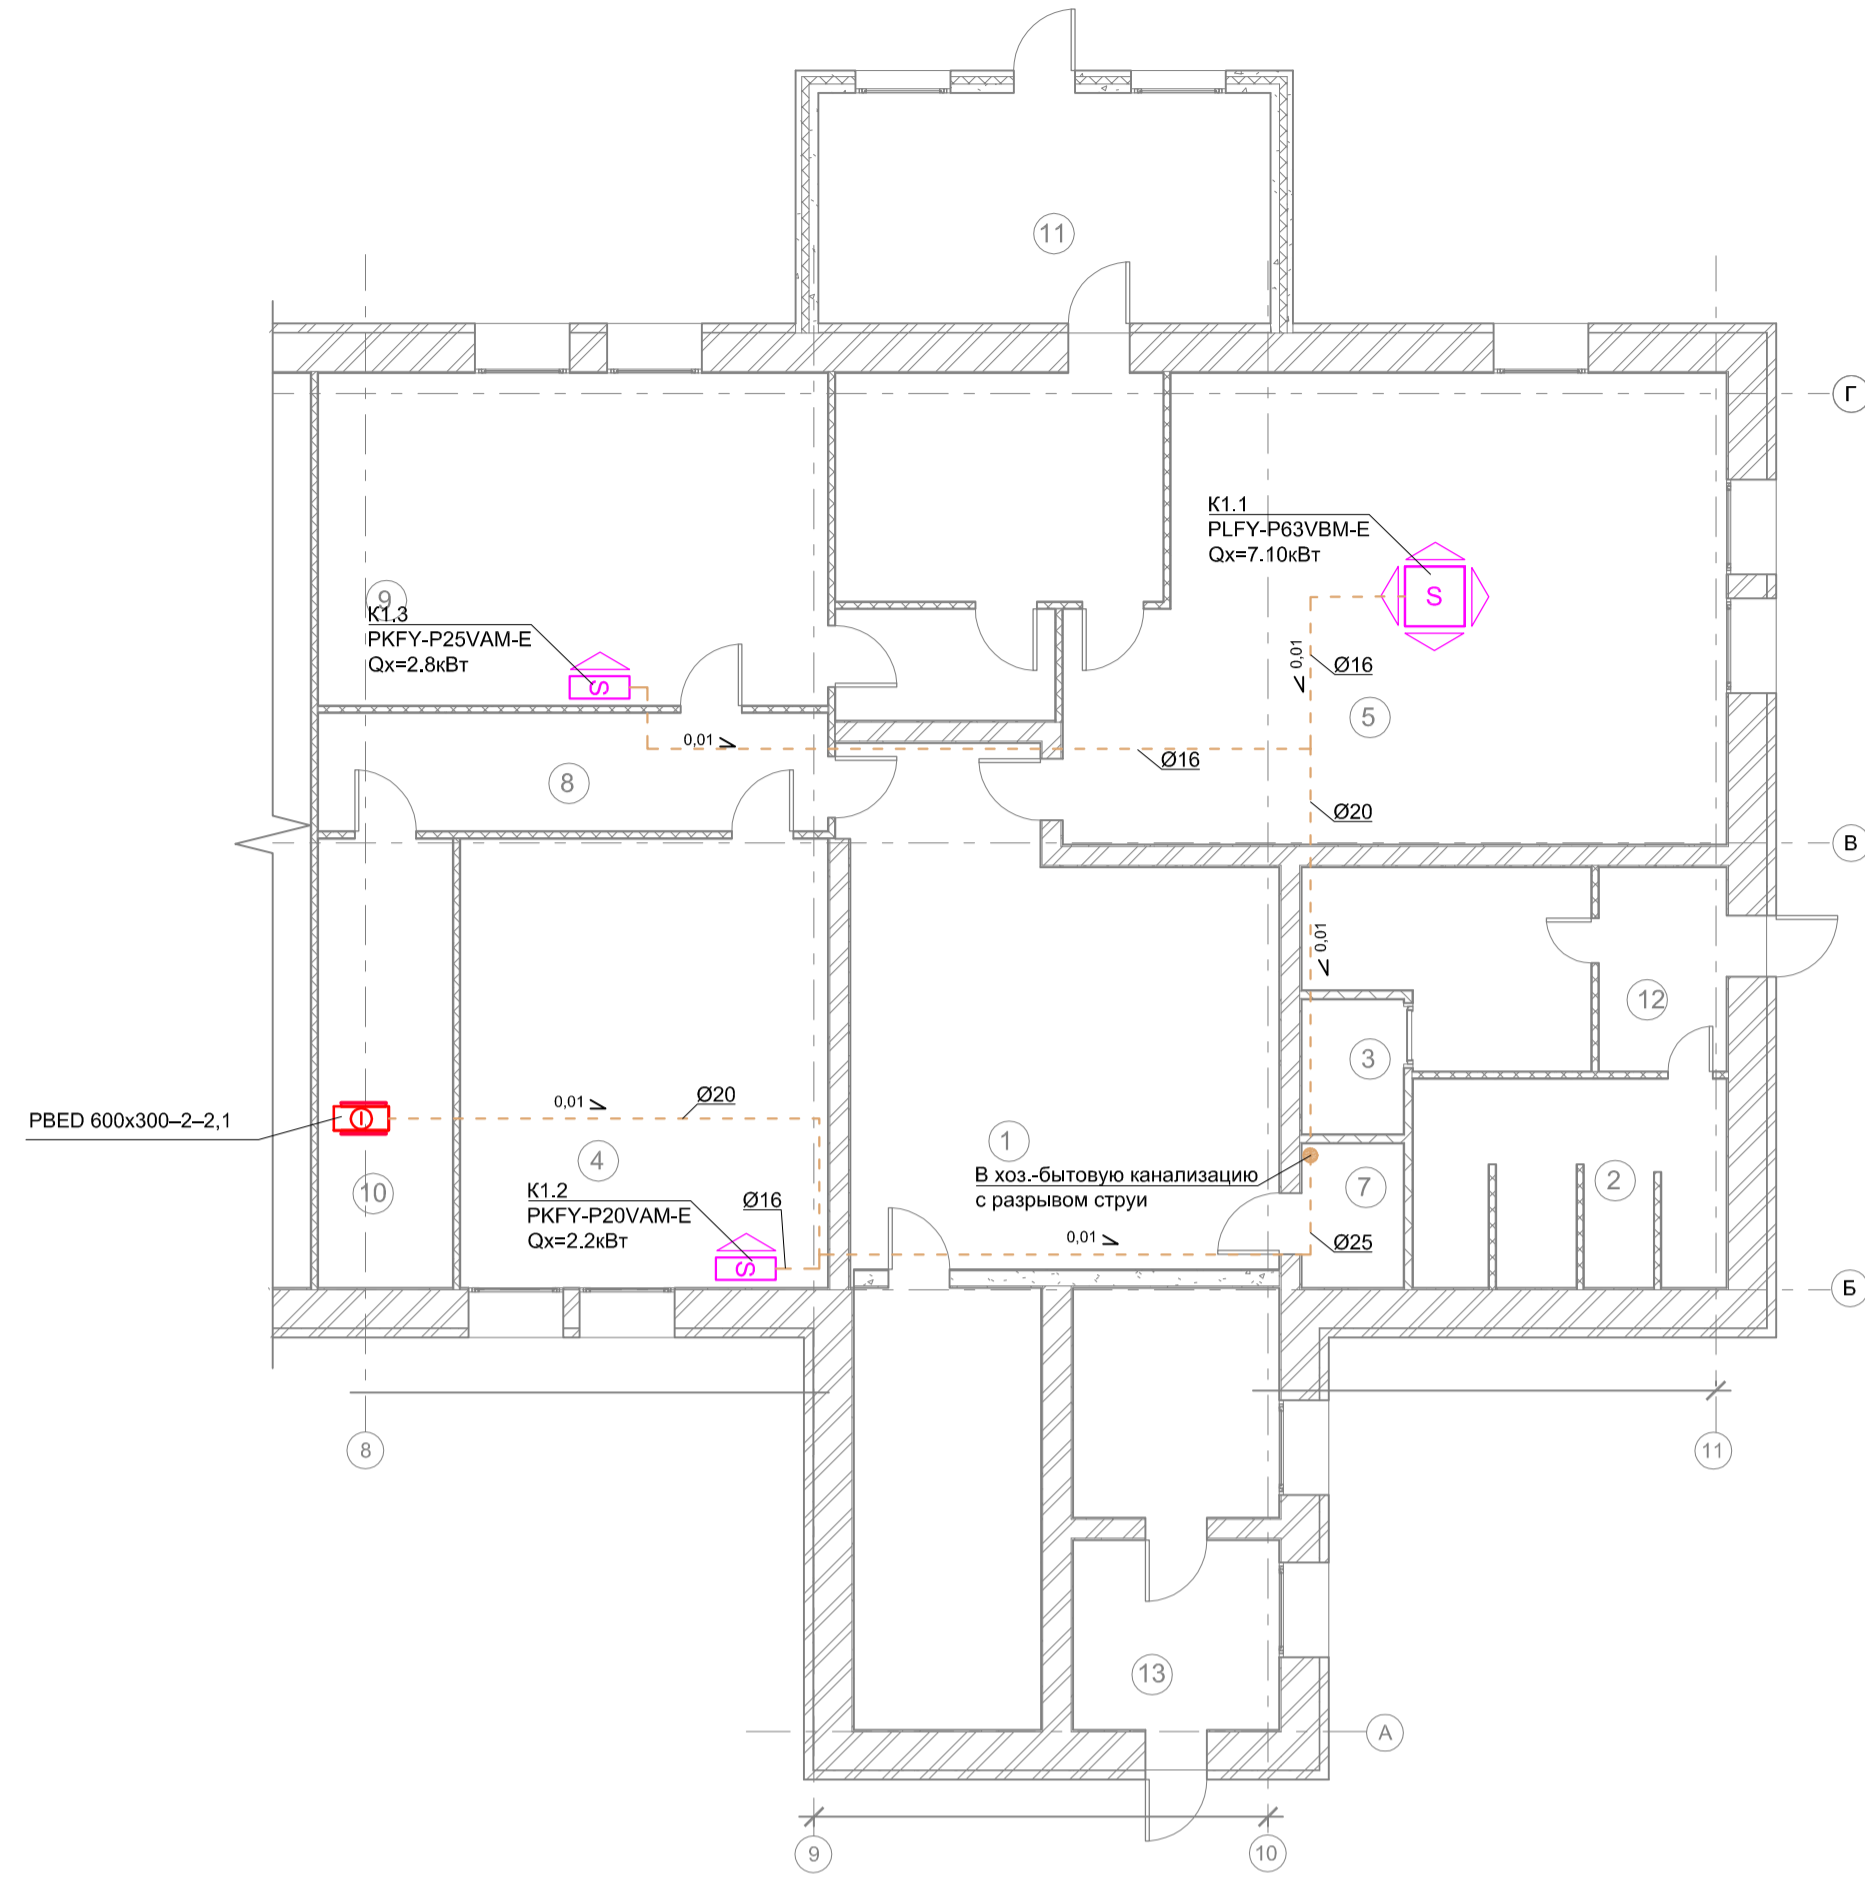 11
Г
К1.1
PLFY-P63VBM-E
Qx=7.10кВт
S
9
К1.3
PKFY-P25VAM-E
Qx=2.8кВт
S
0,01
Ø16
5
0,01
Ø16
8
Ø20
В
0,01
12
3
PBED 600x300–2–2,1
0,01
Ø20
4
10
К1.2
PKFY-P20VAM-E
Qx=2.2кВт
Ø16
S
1
В хоз.-бытовую канализацию
с разрывом струи
7
2
0,01
Ø25
Б
8
11
13
А
9
10